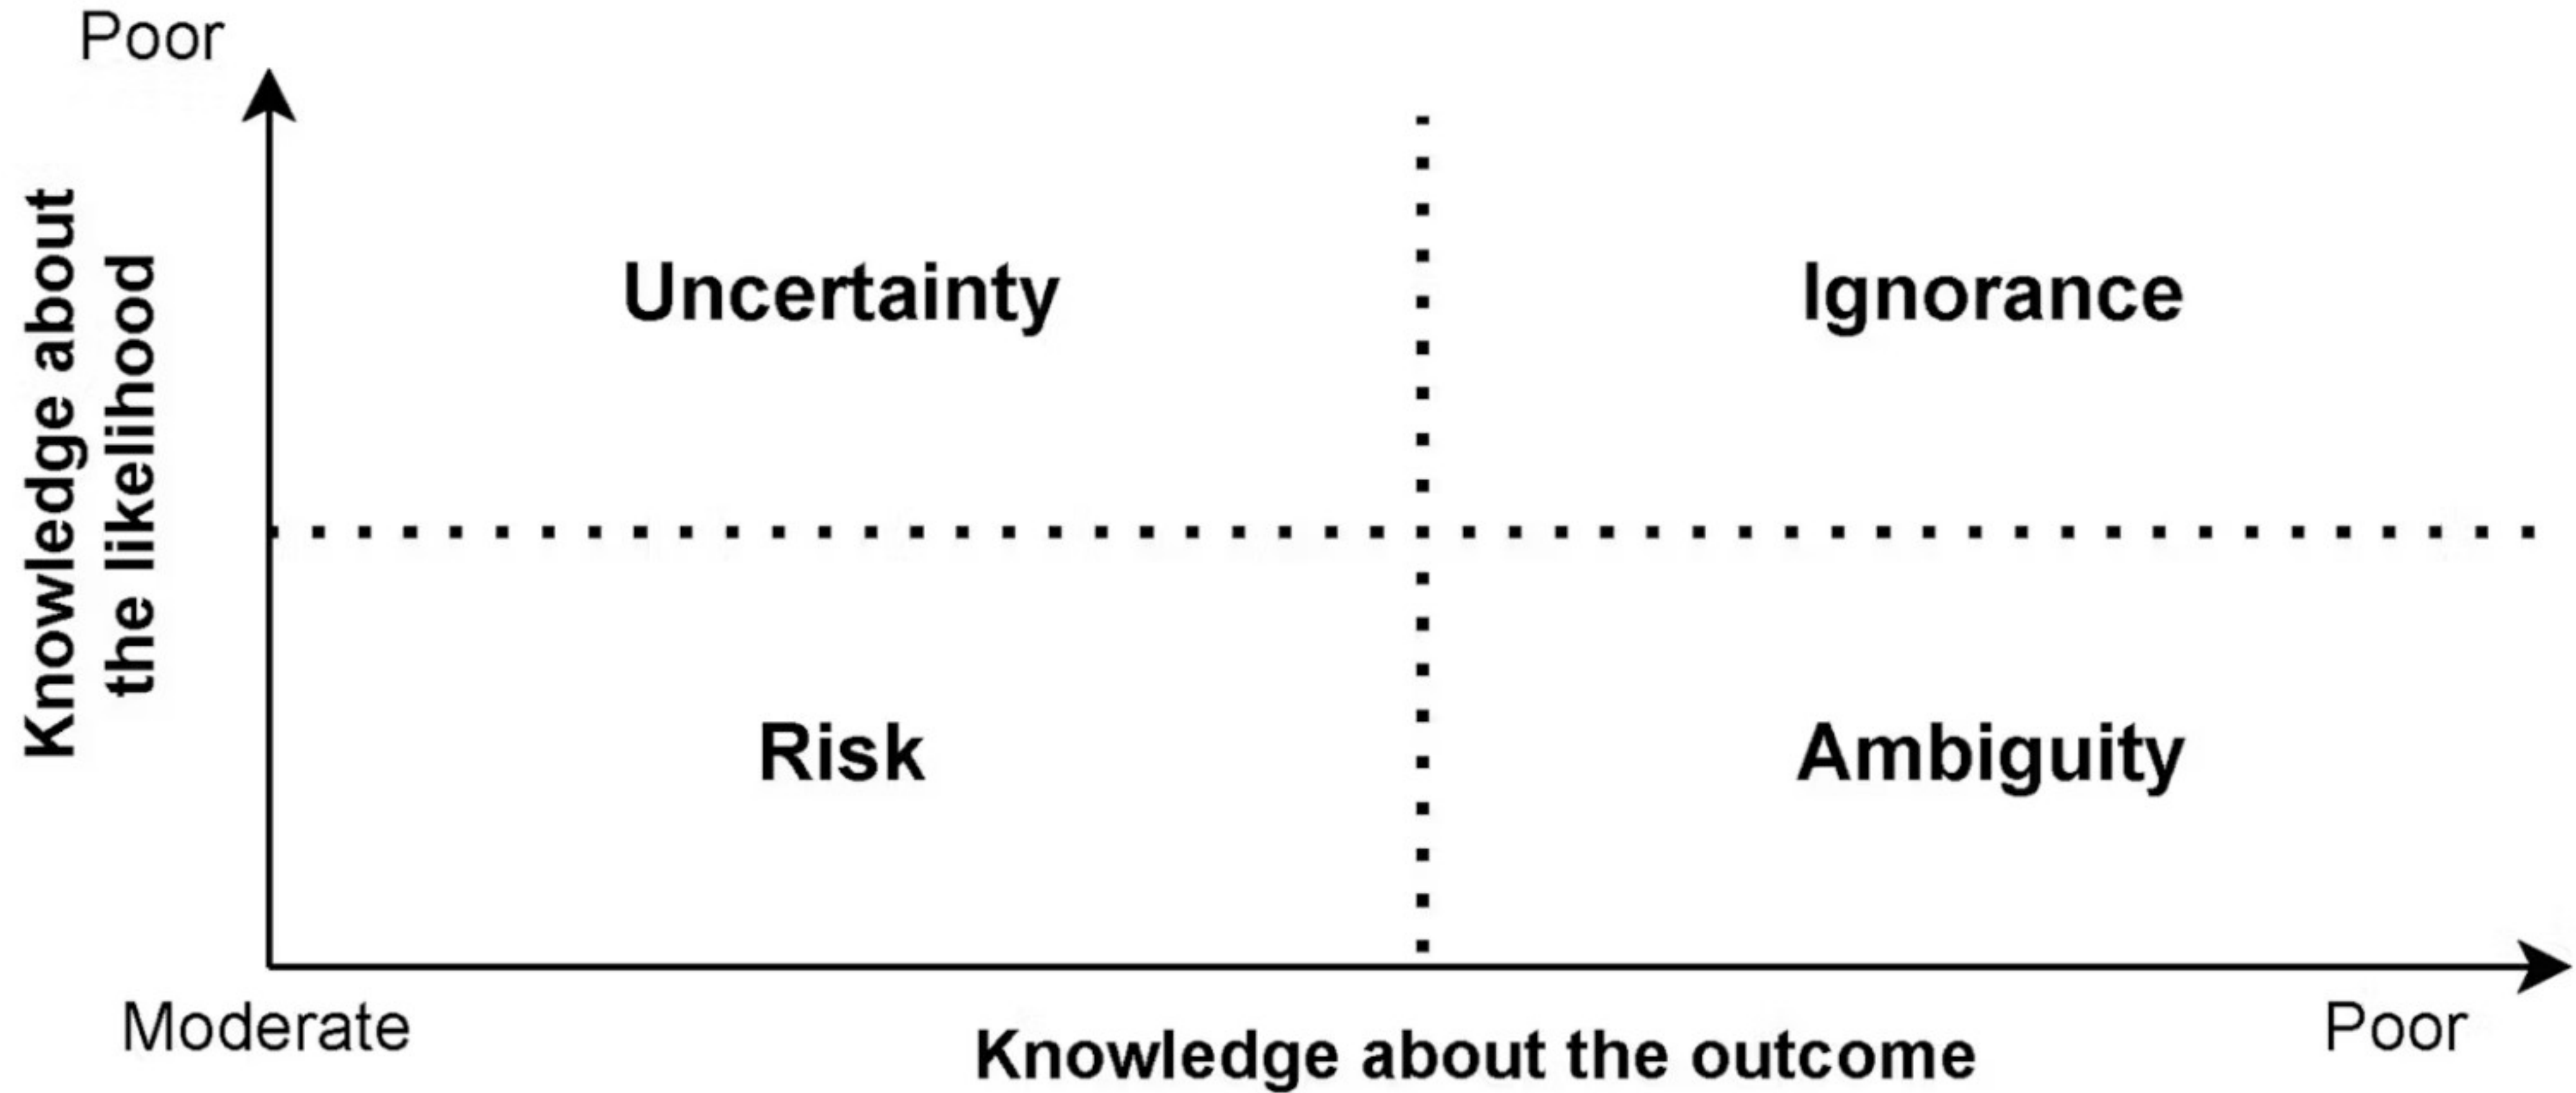 Poor
Knowledge about
the likelihood
Uncertainty
Ignorance
Risk
Ambiguity
Moderate
Knowledge about the outcome
Poor